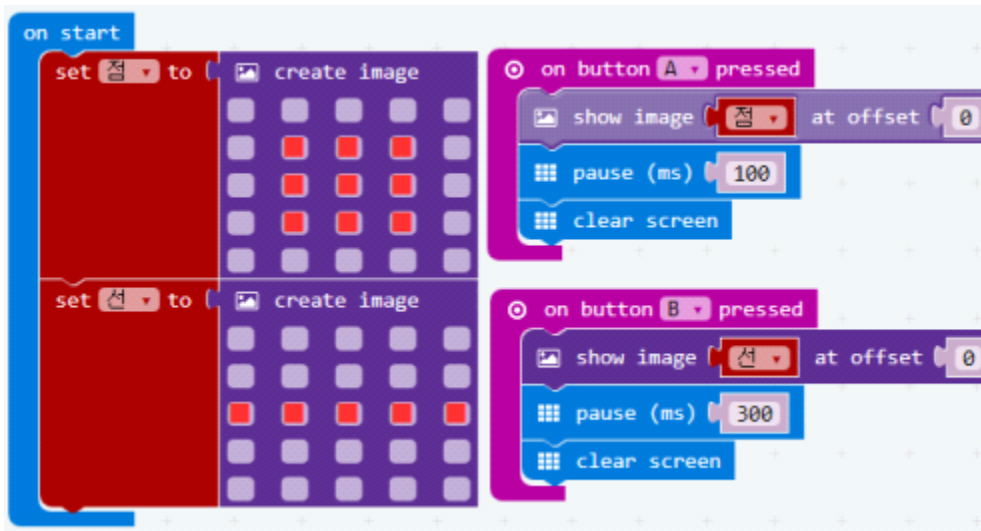 on start
set 점 to create image
set 선 to create image
on button A pressed
show image 점 at offset 0
pause (ms) 100
clear screen
on button B pressed
show image 선 at offset 0
pause (ms) 300
clear screen